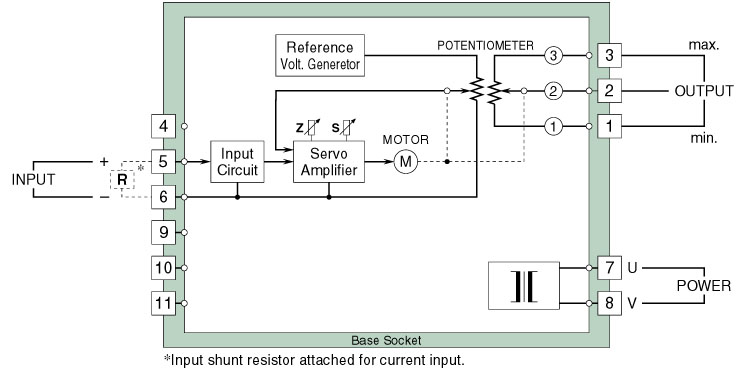 Reference
Volt. Generetor
POTENTIOMETER
3
3
max.
2
2
OUTPUT
Z
S
4
1
1
MOTOR
min.
+
5
*
Input
Circuit
Servo
Amplifier
M
INPUT
R
−
6
9
10
7
U
POWER
11
8
V
Base Socket
*Input shunt resistor attached for current input.